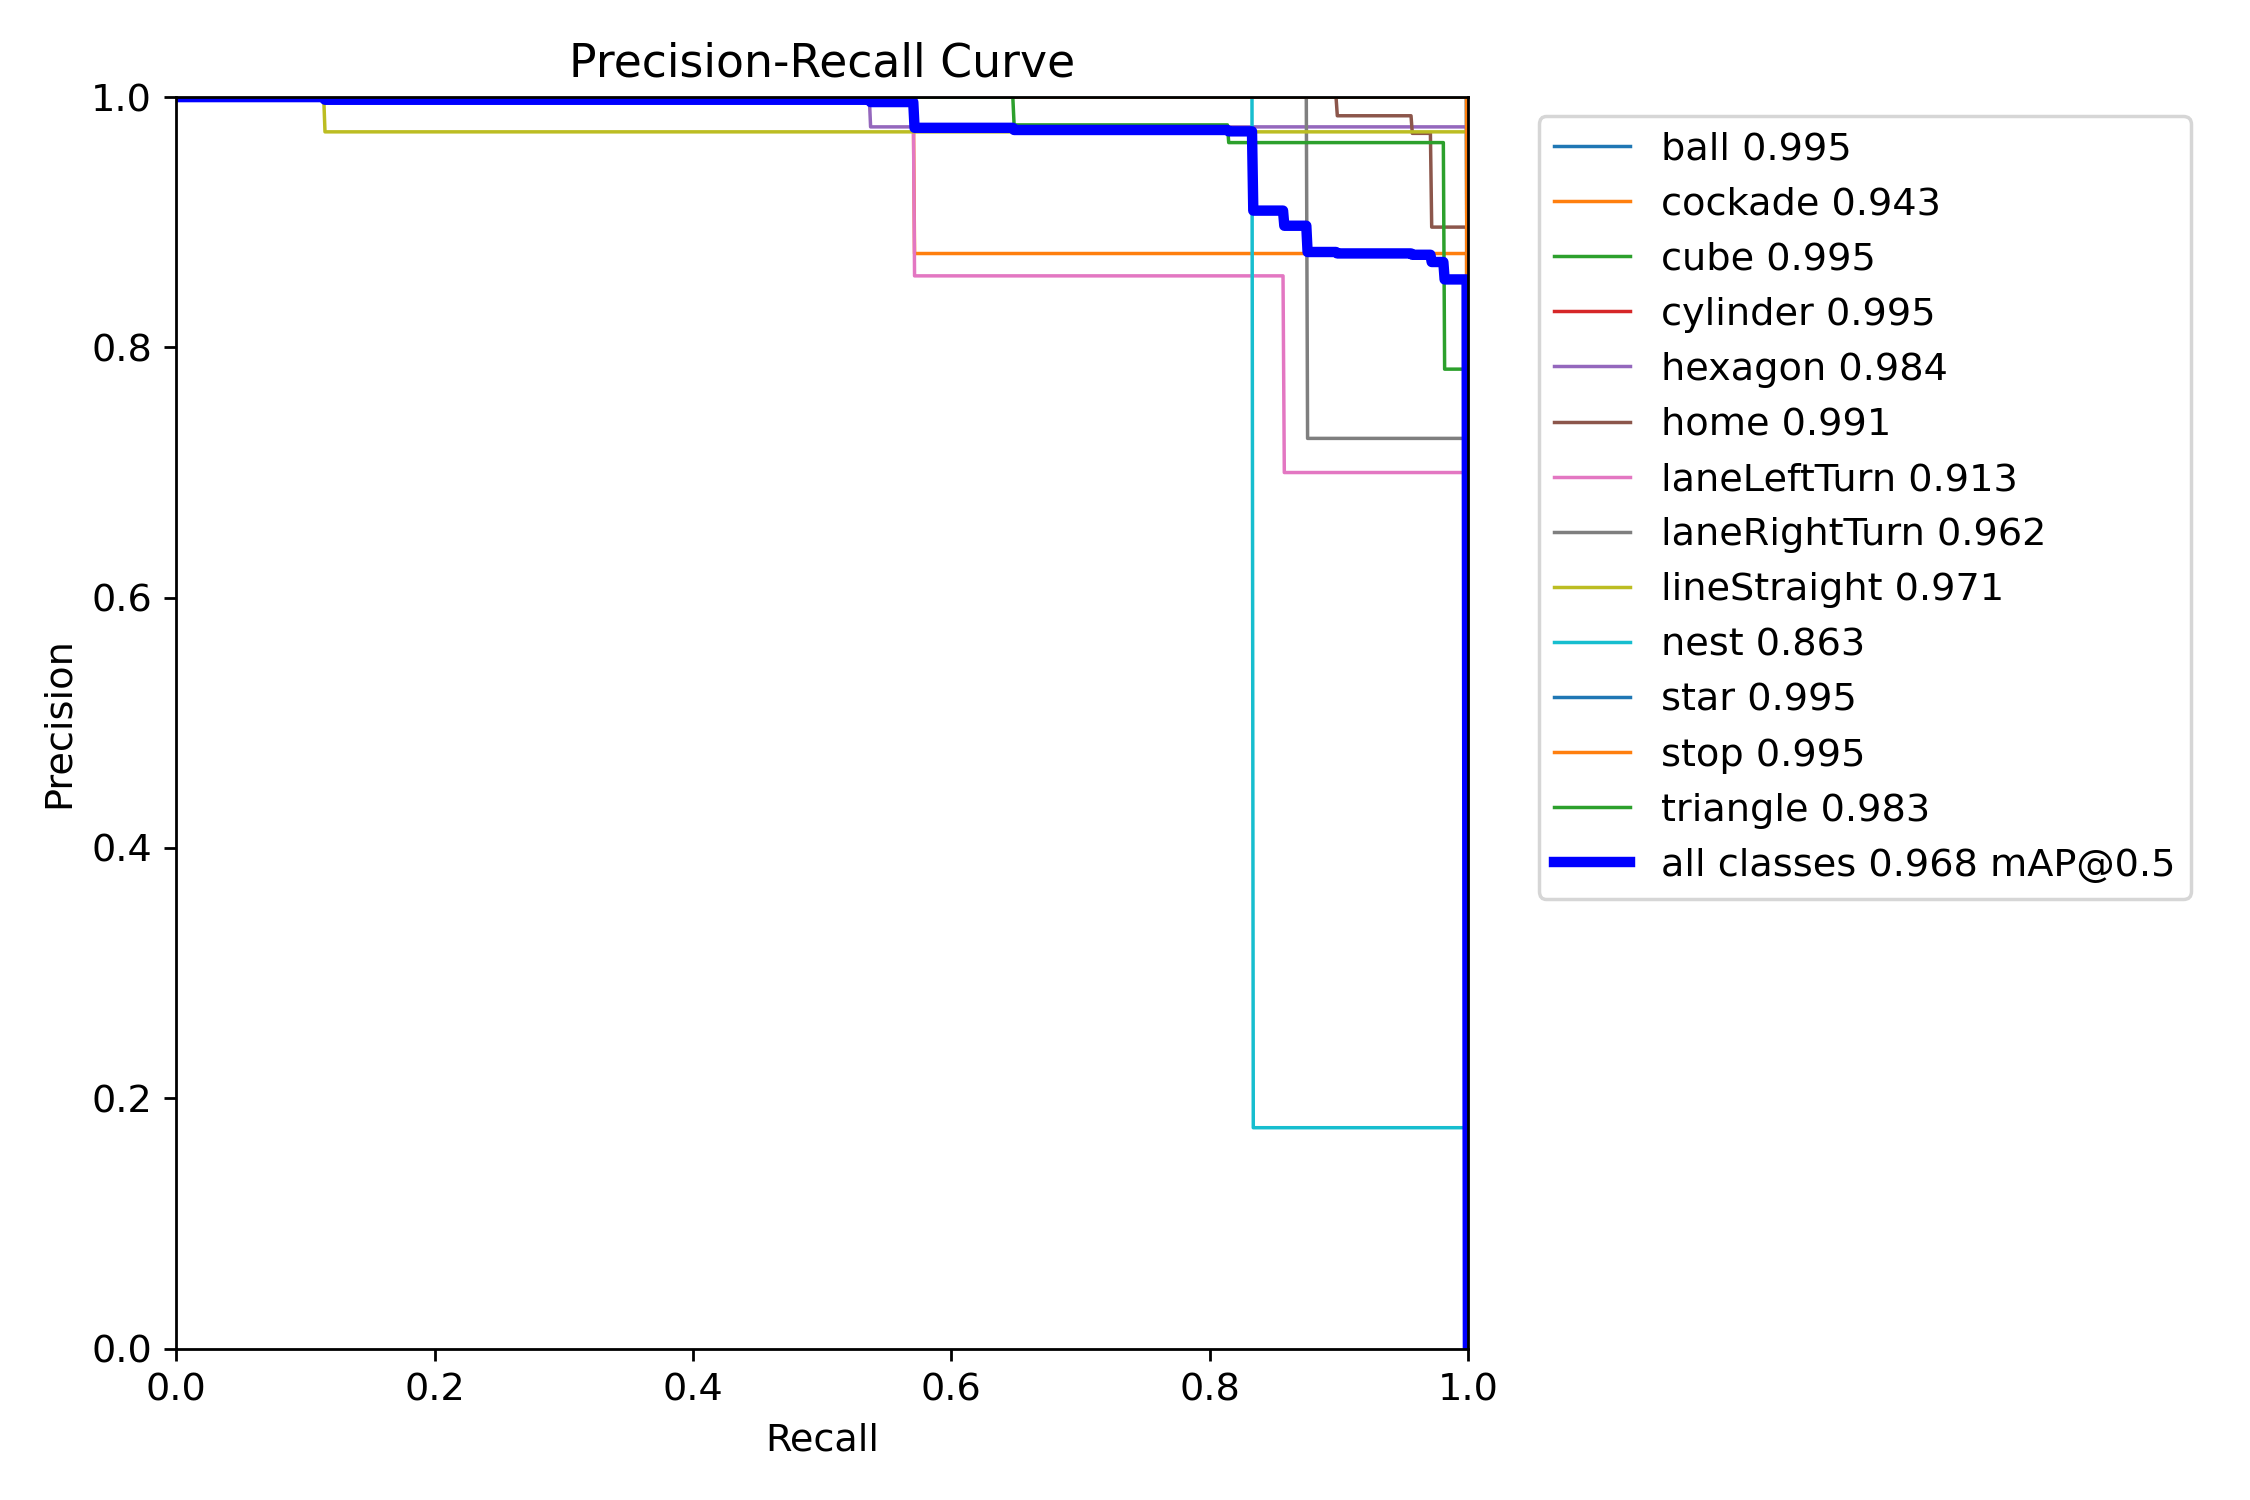 Precision-Recall Curve
1.0
0.8
0.6
0.4
0.2
0.0
Precision
0.0 0.2 0.4 0.6 0.8 1.0
Recall
ball 0.995
cockade 0.943
cube 0.995
cylinder 0.995
hexagon 0.984
home 0.991
laneLeftTurn 0.913
laneRightTurn 0.962
lineStraight 0.971
nest 0.863
star 0.995
stop 0.995
triangle 0.983
all classes 0.968 mAP@0.5